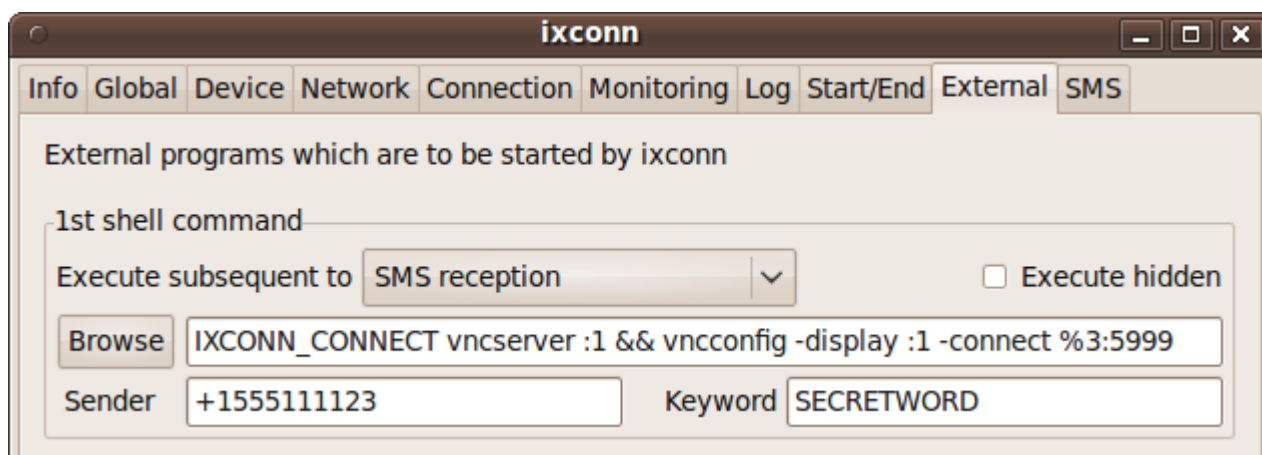 ixconn
Info Global Device Network Connection Monitoring Log Start/End External SMS
External programs which are to be started by ixconn
1st shell command
Execute subsequent to SMS reception Execute hidden
Browse IXCONN_CONNECT vncserver :1 && vncconfig -display :1 -connect %3:5999
Sender +1555111123 Keyword SECRETWORD